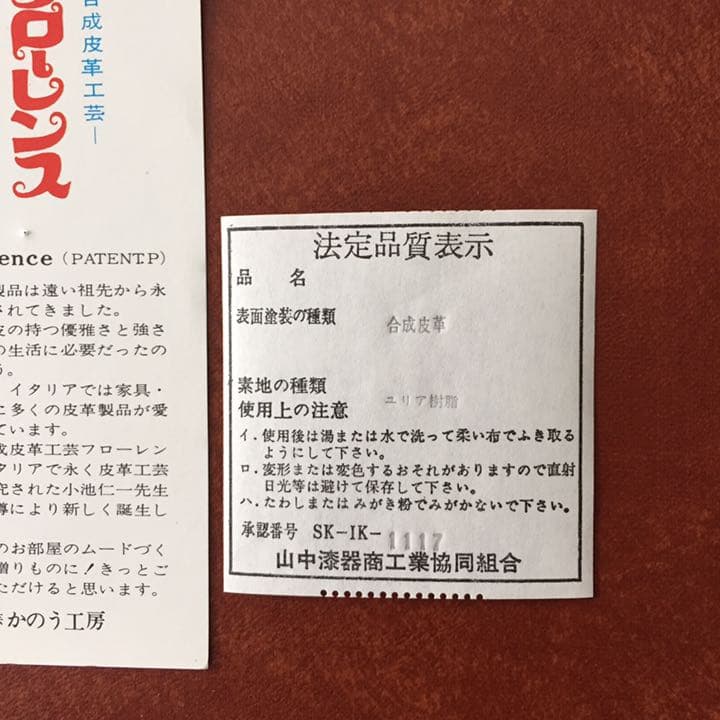 合成皮革工芸―
フローレンス
ence (PATENT.P)
製品は遠い祖先から永
されてきました。
皮の持つ優雅さと強さ
の生活に必要だったの
う。
イタリアでは家具・
に多くの皮革製品が愛
ています。
成皮革工芸フローレン
タリアで永く皮革工芸
究された小池仁一先生
導により新しく誕生し
のお部屋のムードづく
贈りものに!きっとご
ただけると思います。
かのう工房
法定品質表示
品 名
表面塗装の種類 合成皮革
素地の種類 ユリア樹脂
使用上の注意
イ.使用後は湯または水で洗って柔い布でふき取る
ようにして下さい。
ロ.変形または変色するおそれがありますので直射
日光等は避けて保存して下さい。
ハ.たわしまたはみがき粉でみがかないで下さい。
承認番号 SK-IK-1117
山中漆器商工業協同組合